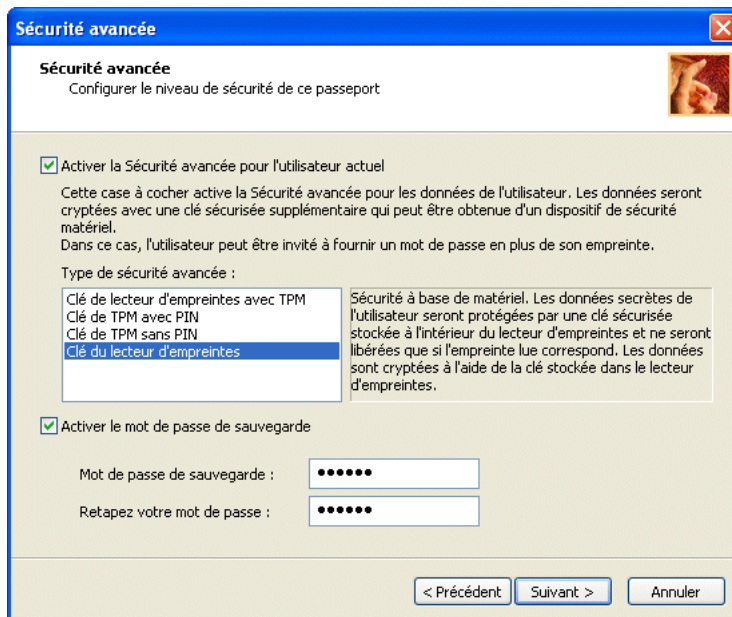 Sécurité avancée
Sécurité avancée
Configurer le niveau de sécurité de ce passeport
Activer la Sécurité avancée pour l'utilisateur actuel
Cette case à cocher active la Sécurité avancée pour les données de l'utilisateur. Les données seront
cryptées avec une clé sécurisée supplémentaire qui peut être obtenue d'un dispositif de sécurité
matériel.
Dans ce cas, l'utilisateur peut être invité à fournir un mot de passe en plus de son empreinte.
Type de sécurité avancée :
Clé de lecteur d'empreintes avec TPM
Clé de TPM avec PIN
Clé de TPM sans PIN
Clé du lecteur d'empreintes
Sécurité à base de matériel. Les données secrètes de
l'utilisateur seront protégées par une clé sécurisée
stockée à l'intérieur du lecteur d'empreintes et ne seront
libérées que si l'empreinte lue correspond. Les données
sont cryptées à l'aide de la clé stockée dans le lecteur
d'empreintes.
Activer le mot de passe de sauvegarde
Mot de passe de sauvegarde : ●●●●●●
Retapez votre mot de passe : ●●●●●●
< Précédent Suivant > Annuler